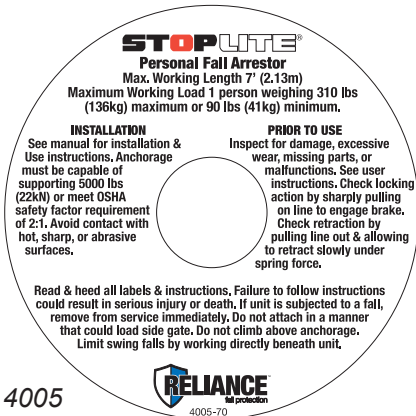 STOPLITE®
Personal Fall Arrestor
Max. Working Length 7' (2.13m)
Maximum Working Load 1 person weighing 310 lbs
(136kg) maximum or 90 lbs (41kg) minimum.
INSTALLATION
See manual for installation &
Use instructions. Anchorage
must be capable of
supporting 5000 lbs
(22kN) or meet OSHA
safety factor requirement
of 2:1. Avoid contact with
hot, sharp, or abrasive
surfaces.
PRIOR TO USE
Inspect for damage, excessive
wear, missing parts, or
malfunctions. See user
instructions. Check locking
action by sharply pulling
on line to engage brake.
Check retraction by
pulling line out & allowing
to retract slowly under
spring force.
Read & heed all labels & instructions. Failure to follow instructions
could result in serious injury or death. If unit is subjected to a fall,
remove from service immediately. Do not attach in a manner
that could load side gate. Do not climb above anchorage.
Limit swing falls by working directly beneath unit.
RELIANCE™
fall protection
4005
4005-70